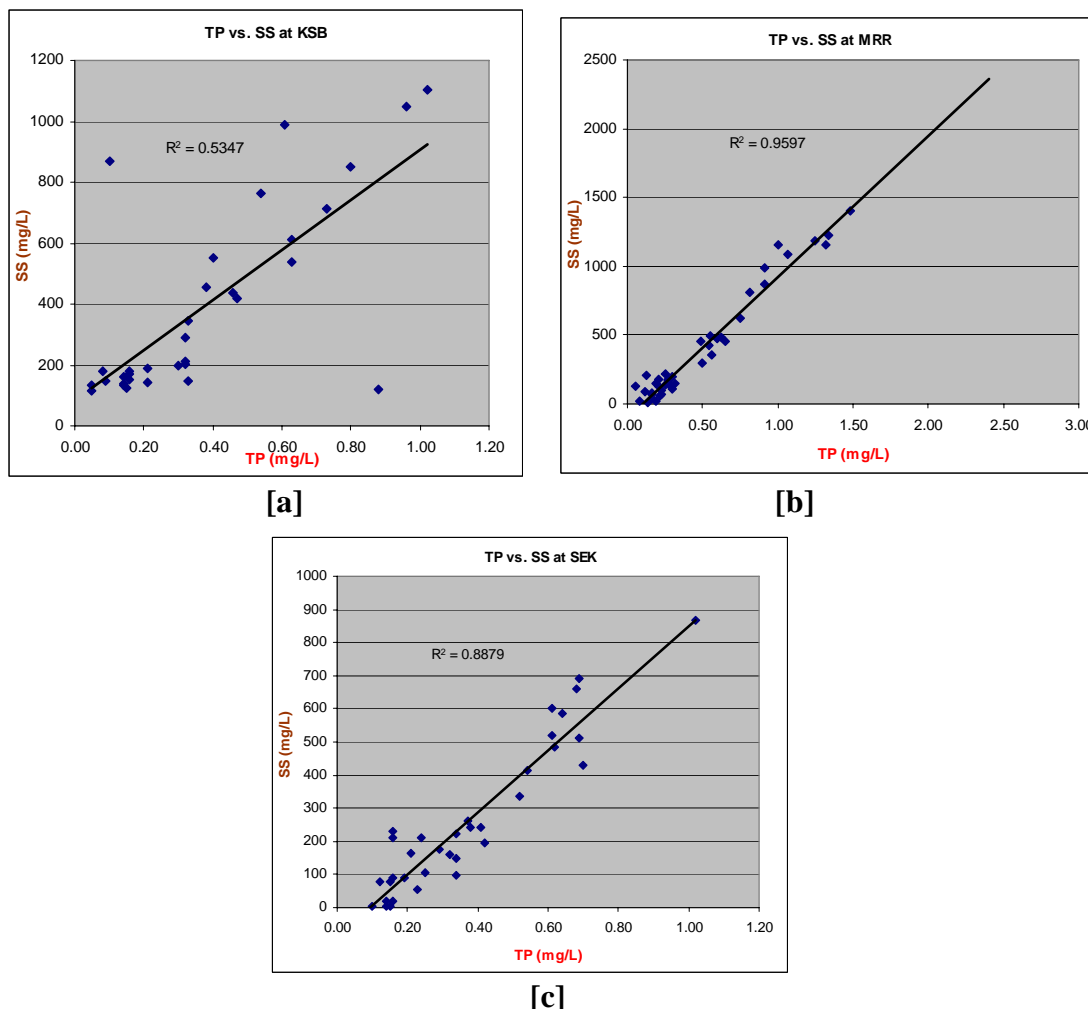 TP vs. SS at KSB
1200
1000
800
600
400
200
0
SS (mg/L)
R² = 0.5347
0.00 0.20 0.40 0.60 0.80 1.00 1.20
TP (mg/L)
[a]
TP vs. SS at MRR
2500
2000
1500
1000
500
0
SS (mg/L)
R² = 0.9597
0.00 0.50 1.00 1.50 2.00 2.50 3.00
TP (mg/L)
[b]
TP vs. SS at SEK
1000
900
800
700
600
500
400
300
200
100
0
SS (mg/L)
R² = 0.8879
0.00 0.20 0.40 0.60 0.80 1.00 1.20
TP (mg/L)
[c]